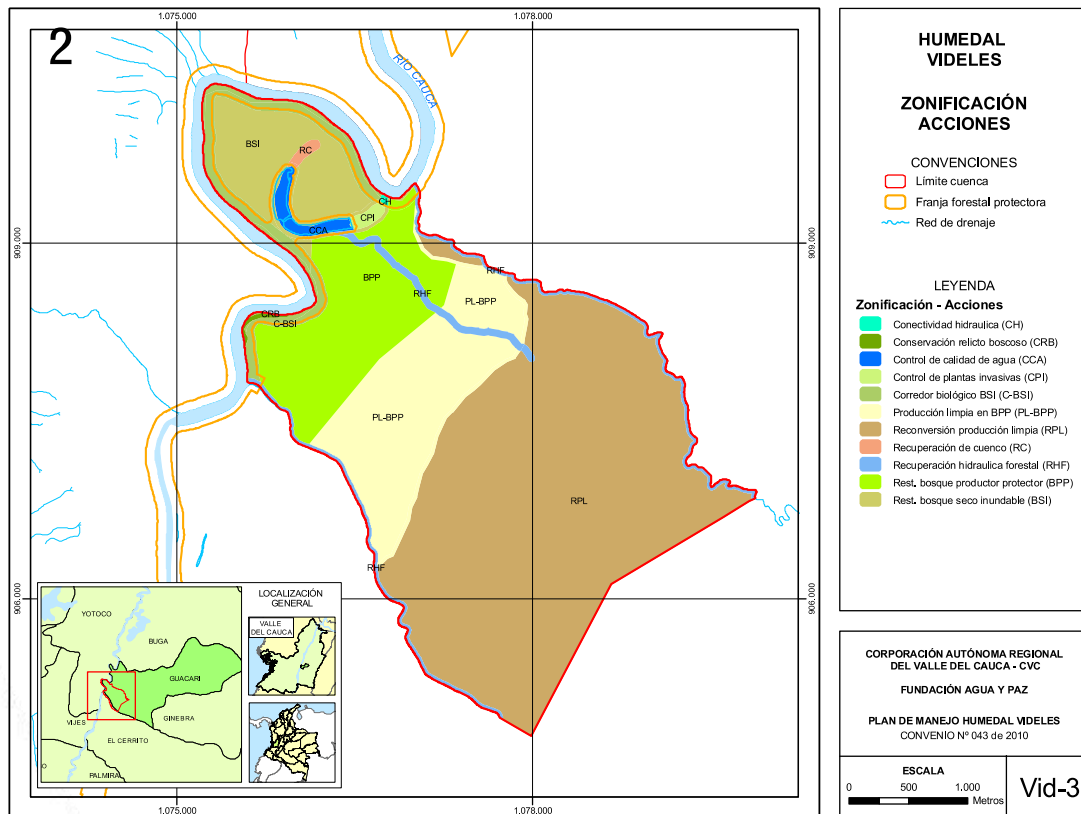 2
1.075.000
1.078.000
RÍO CAUCA
BSI
RC
CH
CPI
CCA
909.000
909.000
BPP
RHF
RHF
PL-BPP
CRB
C-BSI
PL-BPP
RPL
RHF
906.000
906.000
1.075.000
1.078.000
YOTOCO
BUGA
GUACARI
GINEBRA
VIJES
EL CERRITO
O
PALMIRA
LOCALIZACIÓN
GENERAL
VALLE
DEL CAUCA
HUMEDAL
VIDELES
ZONIFICACIÓN
ACCIONES
CONVENCIONES
Límite cuenca
Franja forestal protectora
Red de drenaje
LEYENDA
Zonificación - Acciones
Conectividad hidraulica (CH)
Conservación relicto boscoso (CRB)
Control de calidad de agua (CCA)
Control de plantas invasivas (CPI)
Corredor biológico BSI (C-BSI)
Producción limpia en BPP (PL-BPP)
Reconversión producción limpia (RPL)
Recuperación de cuenco (RC)
Recuperación hidraulica forestal (RHF)
Rest. bosque productor protector (BPP)
Rest. bosque seco inundable (BSI)
CORPORACIÓN AUTÓNOMA REGIONAL
DEL VALLE DEL CAUCA - CVC
FUNDACIÓN AGUA Y PAZ
PLAN DE MANEJO HUMEDAL VIDELES
CONVENIO Nº 043 de 2010
ESCALA
0 500 1.000
Metros
Vid-3